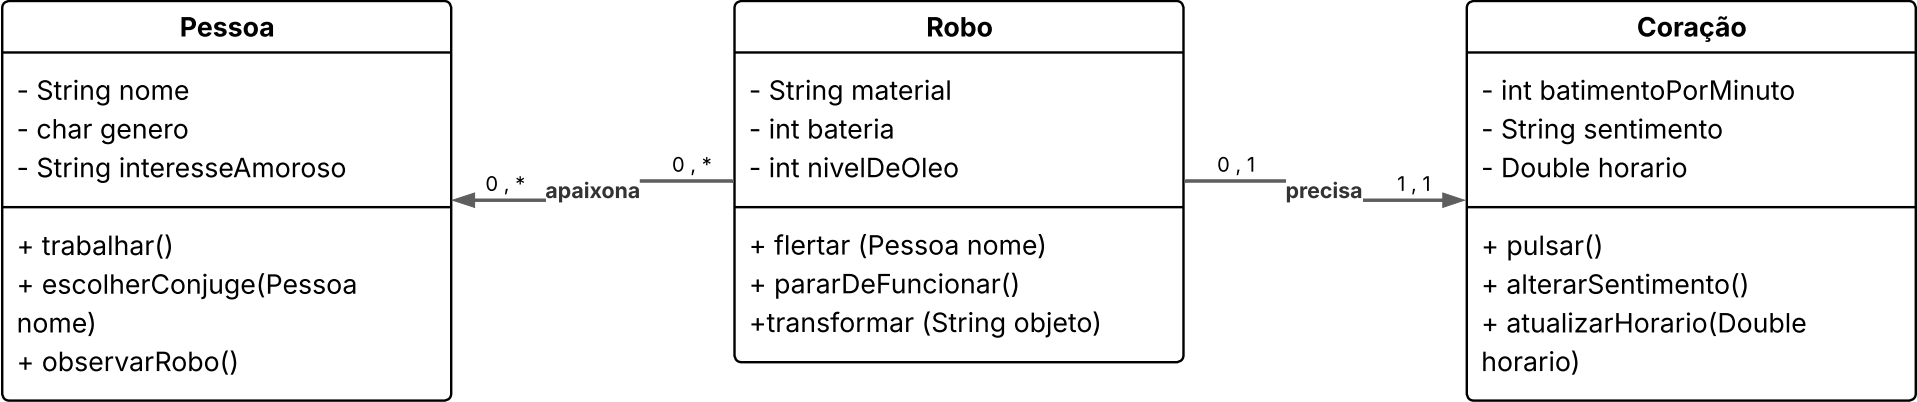 Pessoa
- String nome
- char genero
- String interesseAmoroso
+ trabalhar()
+ escolherConjuge(Pessoa
nome)
+ observarRobo()
0 , *
apaixona
0 , *
Robo
- String material
- int bateria
- int nivelDeOleo
+ flertar (Pessoa nome)
+ pararDeFuncionar()
+transformar (String objeto)
0 , 1
precisa
1 , 1
Coração
- int batimentoPorMinuto
- String sentimento
- Double horario
+ pulsar()
+ alterarSentimento()
+ atualizarHorario(Double
horario)